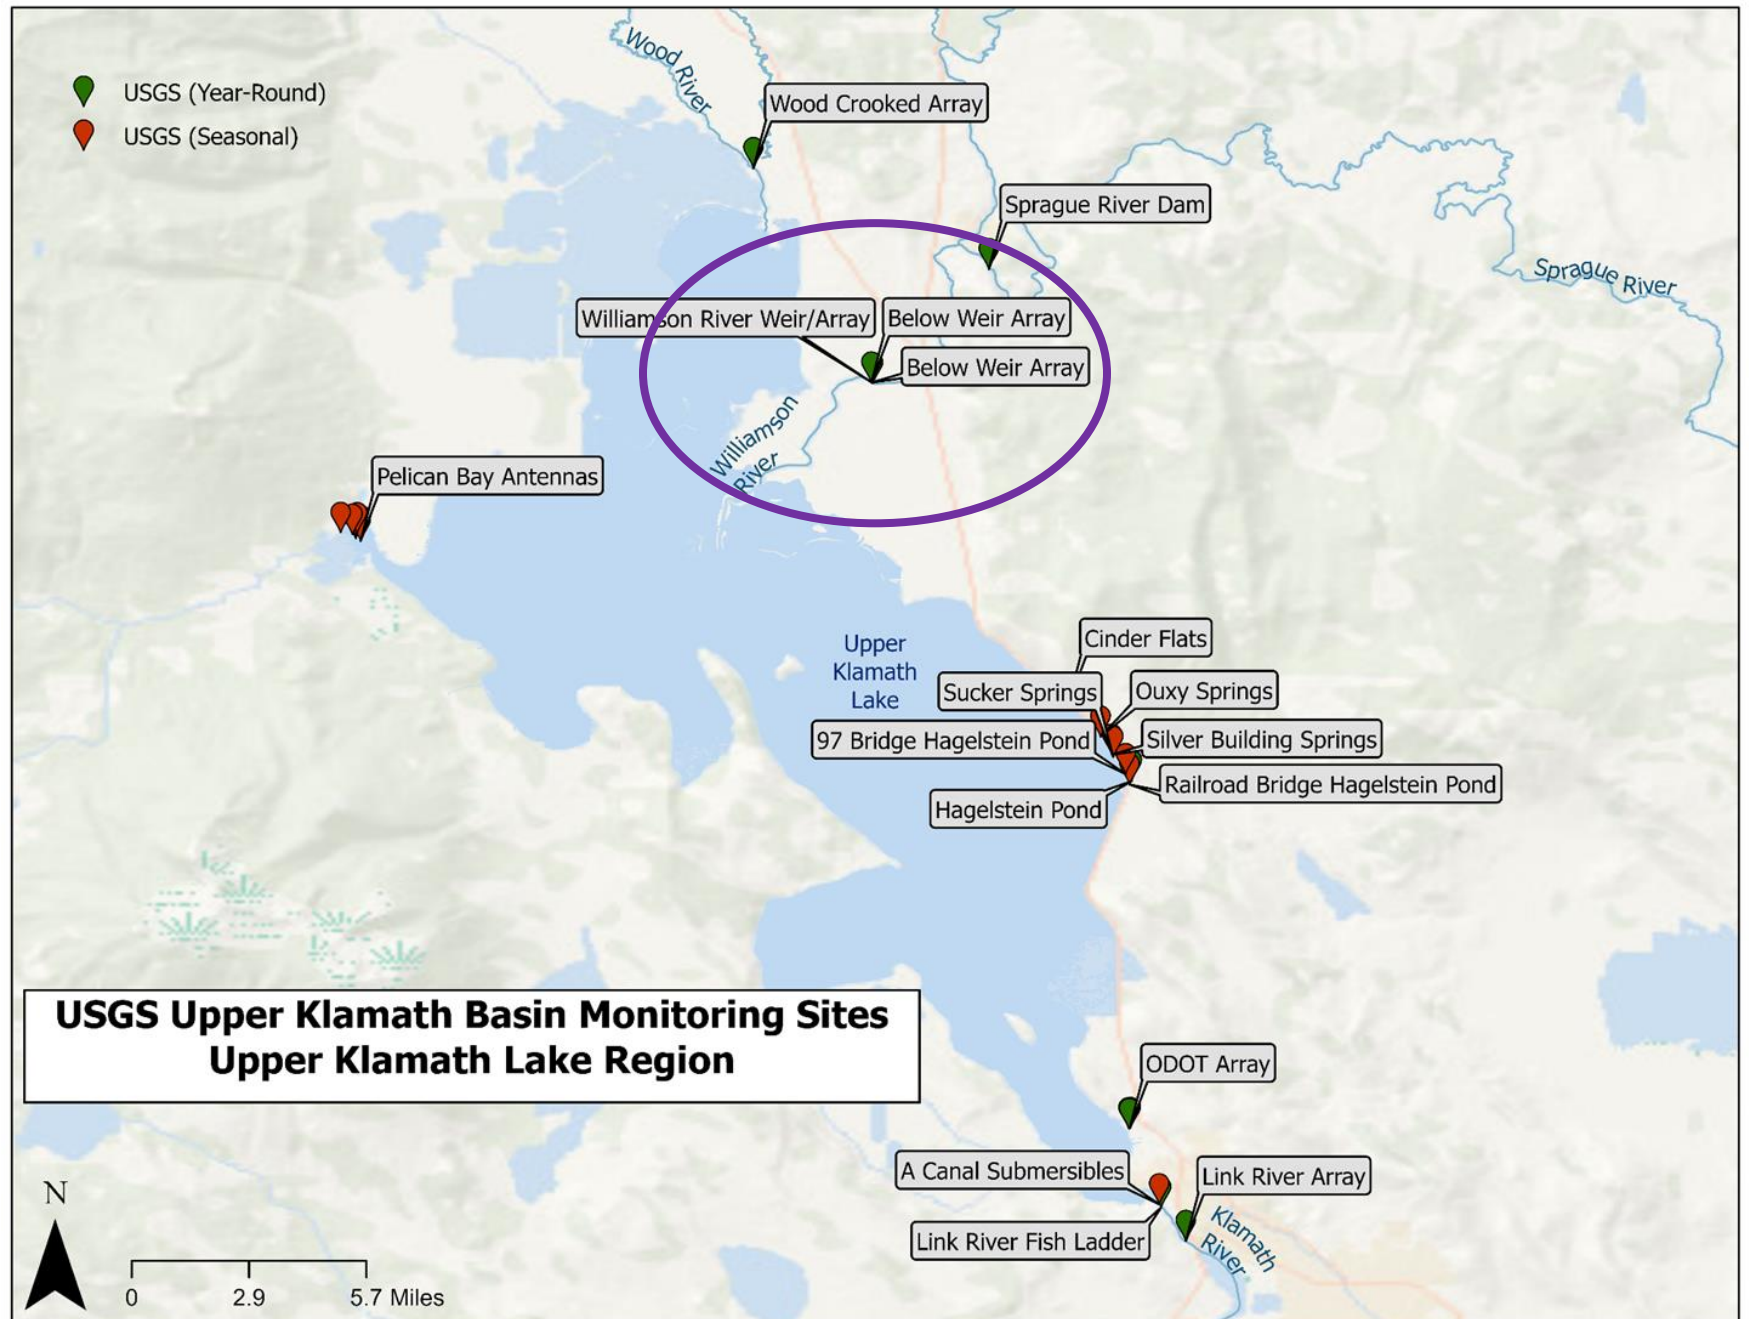 Wood River
USGS (Year-Round)
USGS (Seasonal)
Wood Crooked Array
Sprague River Dam
Sprague River
Williamson River Weir/Array
Below Weir Array
Below Weir Array
Williamson
River
Pelican Bay Antennas
Upper
Klamath
Lake
Cinder Flats
Sucker Springs
Ouxy Springs
97 Bridge Hagelstein Pond
Silver Building Springs
Railroad Bridge Hagelstein Pond
Hagelstein Pond
USGS Upper Klamath Basin Monitoring Sites
Upper Klamath Lake Region
ODOT Array
A Canal Submersibles
Link River Array
Link River Fish Ladder
Klamath
River
N
0 2.9 5.7 Miles